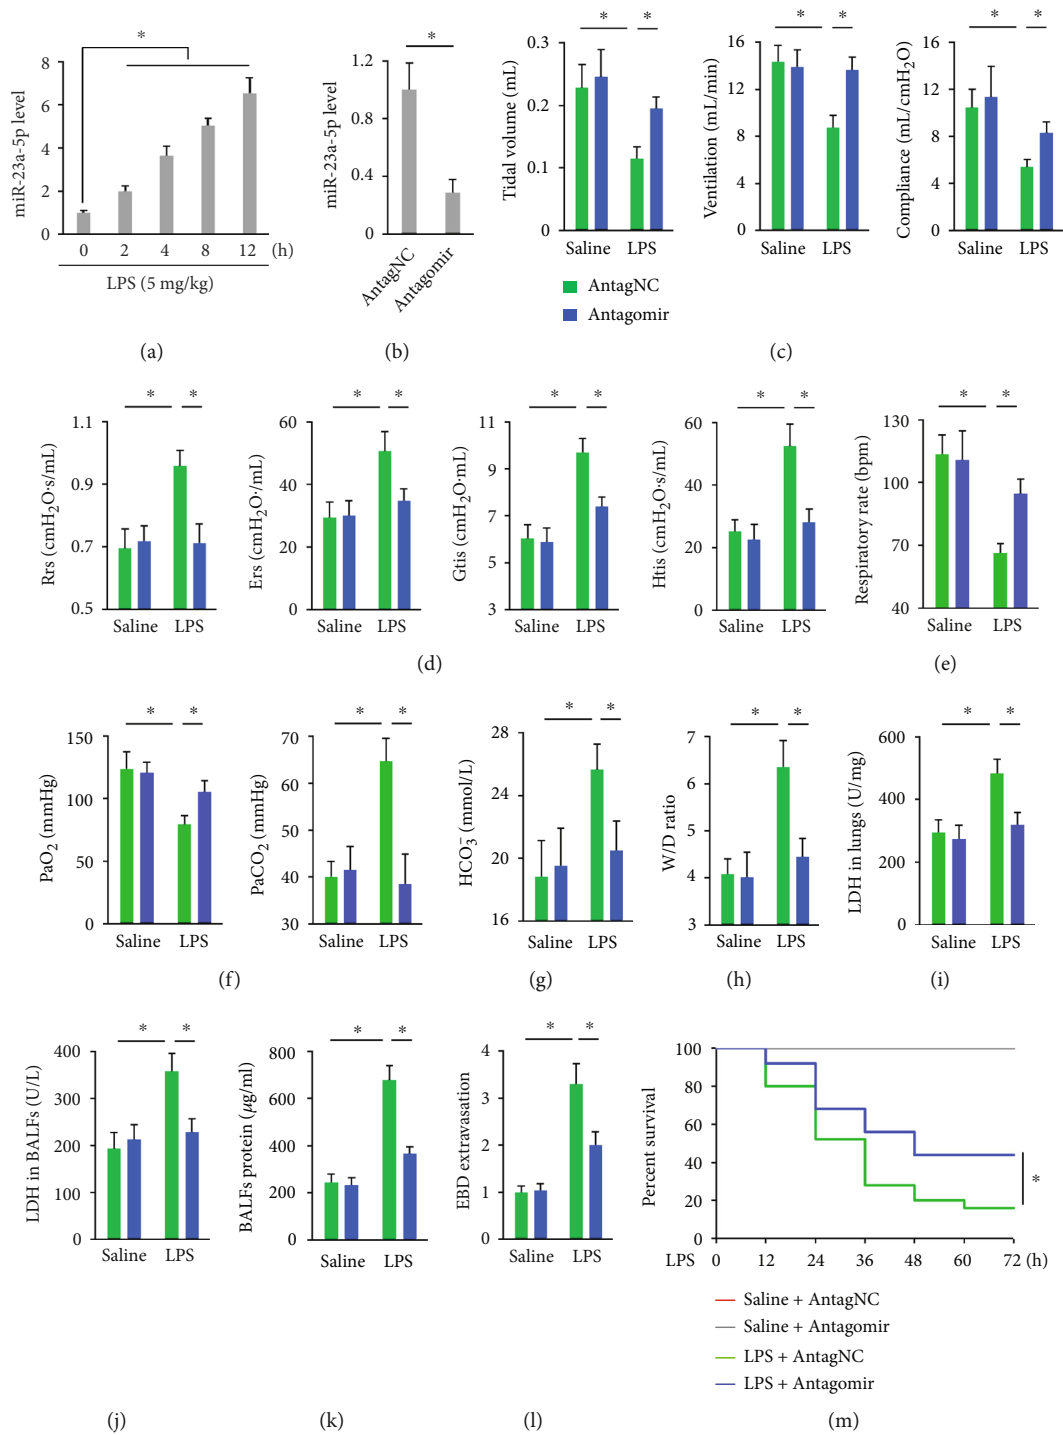 *
miR-23a-5p level
8
6
4
2
0
0 2 4 8 12 (h)
LPS (5 mg/kg)
(a)
*
miR-23a-5p level
1.2
0.8
0.4
0
AntagNC
Antagomir
(b)
* *
Tidal volume (mL)
0.3
0.2
0.1
0
Saline LPS
* *
Ventilation (mL/min)
16
12
8
4
0
Saline LPS
* *
Compliance (mL/cmH₂O)
16
12
8
4
0
Saline LPS
AntagNC
Antagomir
(c)
* *
Rrs (cmH₂O·s/mL)
1.1
0.9
0.7
0.5
Saline LPS
* *
Ers (cmH₂O·/mL)
60
40
20
0
Saline LPS
* *
Gtis (cmH₂O·mL)
11
9
7
6
3
Saline LPS
* *
Htis (cmH₂O·s/mL)
60
40
20
0
Saline LPS
(d)
* *
Respiratory rate (bpm)
130
100
70
40
Saline LPS
(e)
* *
PaO₂ (mmHg)
150
100
50
0
Saline LPS
* *
PaCO₂ (mmHg)
70
60
50
40
30
Saline LPS
(f)
* *
HCO₃⁻ (mmol/L)
28
24
20
16
Saline LPS
(g)
* *
W/D ratio
7
6
5
4
3
Saline LPS
(h)
* *
LDH in lungs (U/mg)
600
400
200
0
Saline LPS
(i)
* *
LDH in BALFs (U/L)
400
300
200
100
0
Saline LPS
(j)
* *
BALFs protein (μg/ml)
800
600
400
200
0
Saline LPS
(k)
* *
EBD extravasation
4
3
2
1
0
Saline LPS
(l)
Percent survival
100
80
60
40
20
0
*
LPS 0 12 24 36 48 60 72 (h)
Saline + AntagNC
Saline + Antagomir
LPS + AntagNC
LPS + Antagomir
(m)